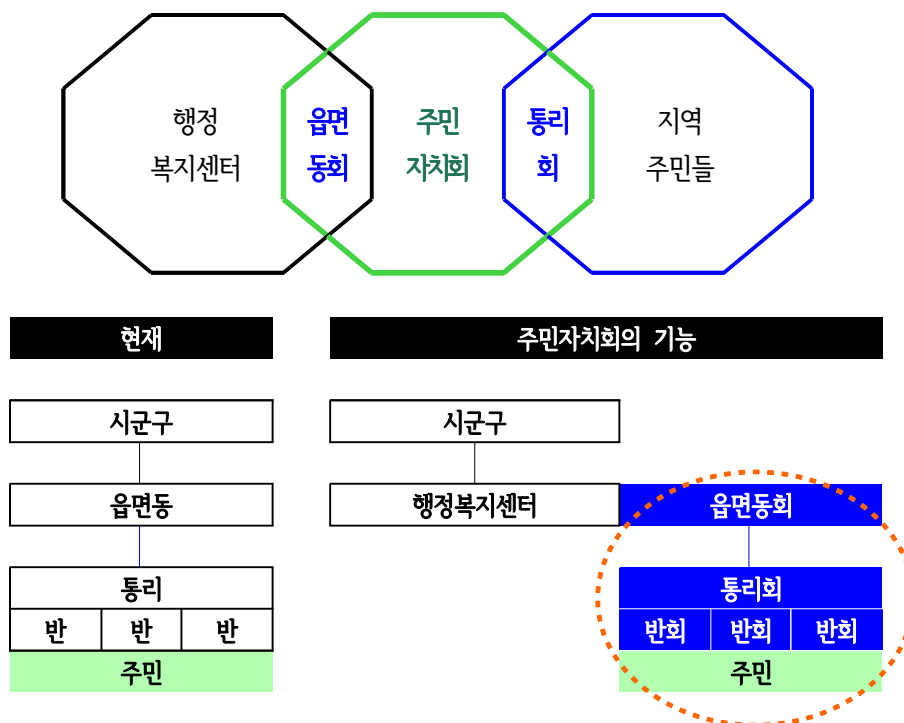 행정
복지센터
읍면
동회
주민
자치회
통리
회
지역
주민들
현재
주민자치회의 기능
시군구
시군구
읍면동
행정복지센터
읍면동회
통리
통리회
반 반 반
반회 반회 반회
주민
주민